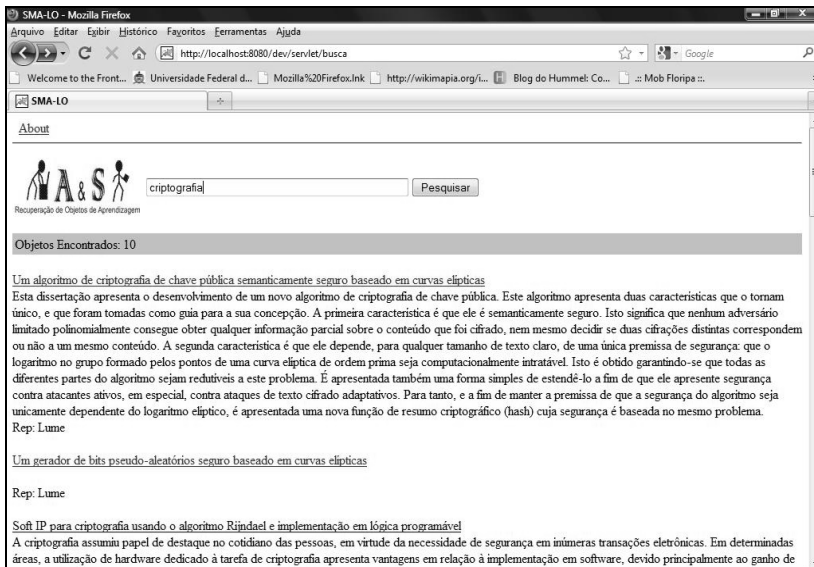 SMA-LO - Mozilla Firefox
Arquivo Editar Exibir Histórico Favoritos Ferramentas Ajuda
http://localhost:8080/dev/servlet/busca
Google
Welcome to the Front... Universidade Federal d... Mozilla%20Firefox.lnk http://wikimapia.org/i... Blog do Hummel: Co... .:: Mob Floripa ::.
SMA-LO
About
A & S
Recuperação de Objetos de Aprendizagem
criptografia
Pesquisar
Objetos Encontrados: 10
Um algoritmo de criptografia de chave pública semanticamente seguro baseado em curvas elípticas
Esta dissertação apresenta o desenvolvimento de um novo algoritmo de criptografia de chave pública. Este algoritmo apresenta duas características que o tornam
único, e que foram tomadas como guia para a sua concepção. A primeira característica é que ele é semanticamente seguro. Isto significa que nenhum adversário
limitado polinomialmente consegue obter qualquer informação parcial sobre o conteúdo que foi cifrado, nem mesmo decidir se duas cifrações distintas correspondem
ou não a um mesmo conteúdo. A segunda característica é que ele depende, para qualquer tamanho de texto claro, de uma única premissa de segurança: que o
logaritmo no grupo formado pelos pontos de uma curva elíptica de ordem prima seja computacionalmente intratável. Isto é obtido garantindo-se que todas as
diferentes partes do algoritmo sejam redutíveis a este problema. É apresentada também uma forma simples de estendê-lo a fim de que ele apresente segurança
contra atacantes ativos, em especial, contra ataques de texto cifrado adaptativos. Para tanto, e a fim de manter a premissa de que a segurança do algoritmo seja
unicamente dependente do logaritmo elíptico, é apresentada uma nova função de resumo criptográfico (hash) cuja segurança é baseada no mesmo problema.
Rep: Lume
Um gerador de bits pseudo-aleatórios seguro baseado em curvas elípticas
Rep: Lume
Soft IP para criptografia usando o algoritmo Rijndael e implementação em lógica programável
A criptografia assumiu papel de destaque no cotidiano das pessoas, em virtude da necessidade de segurança em inúmeras transações eletrônicas. Em determinadas
áreas, a utilização de hardware dedicado à tarefa de criptografia apresenta vantagens em relação à implementação em software, devido principalmente ao ganho de